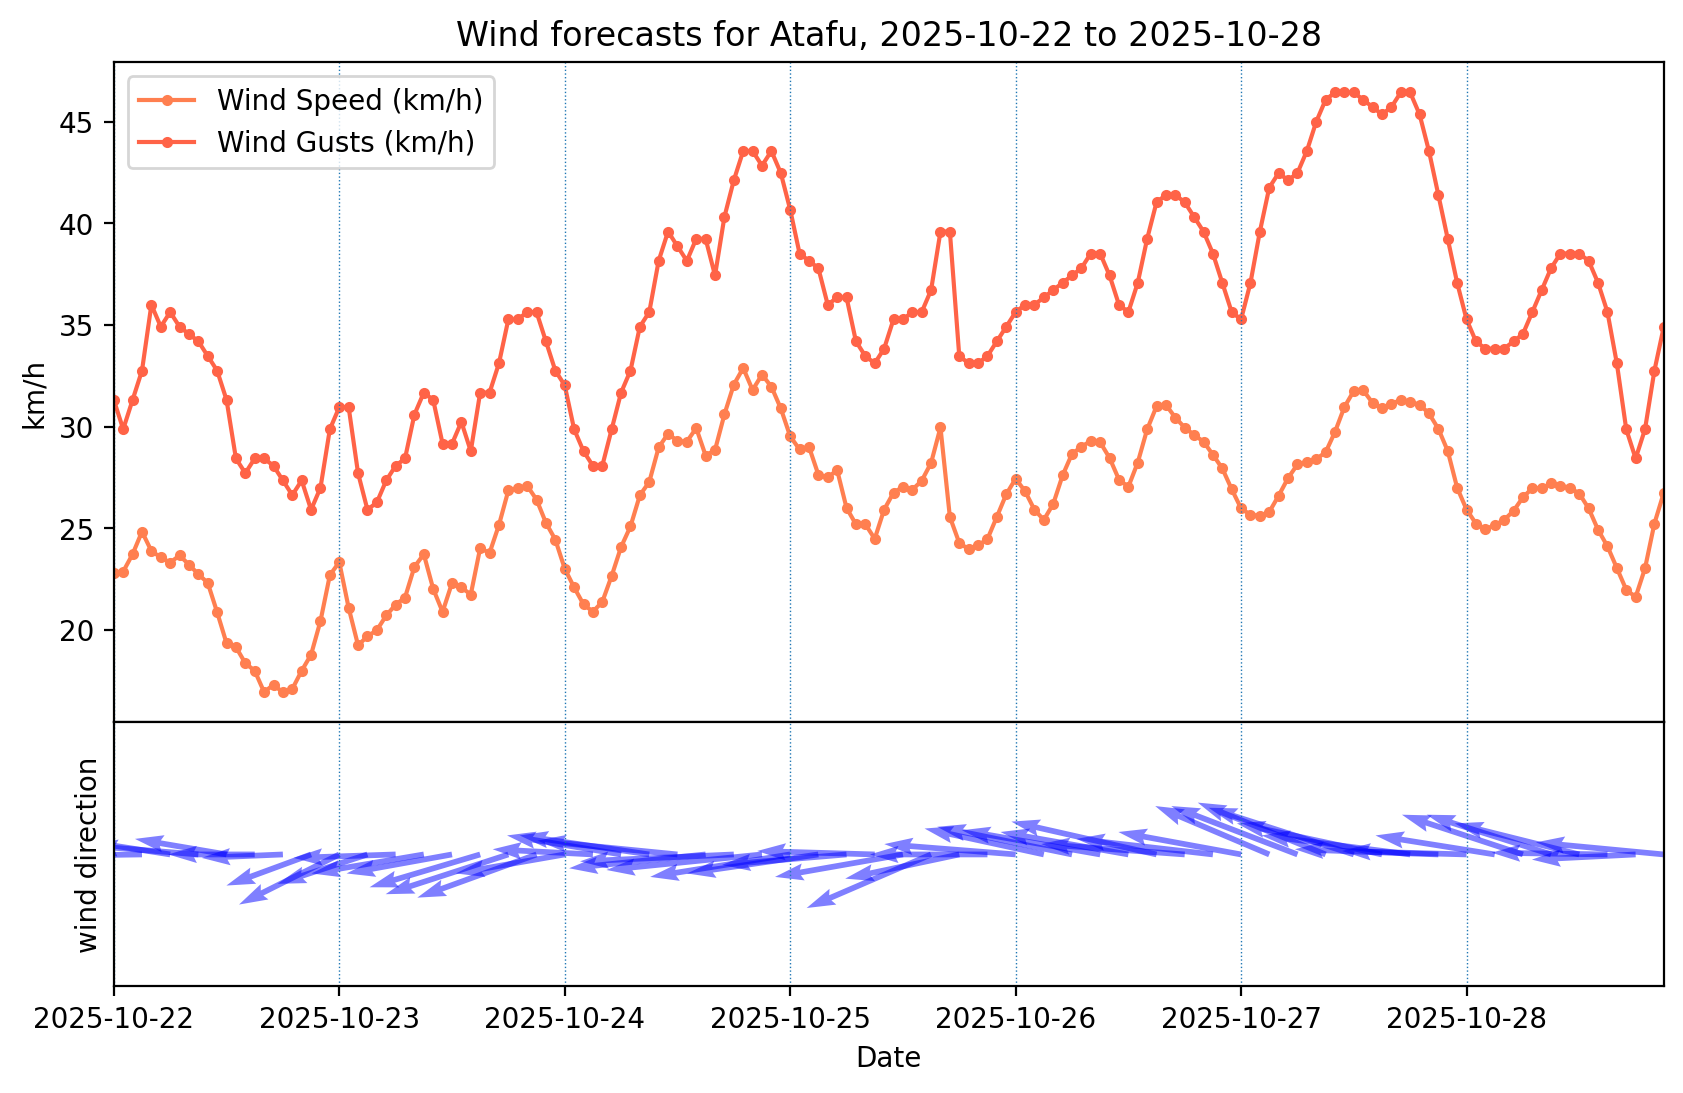 Wind forecasts for Atafu, 2025-10-22 to 2025-10-28
Wind Speed (km/h)
Wind Gusts (km/h)
km/h
45
40
35
30
25
20
wind direction
2025-10-22
2025-10-23
2025-10-24
2025-10-25
2025-10-26
2025-10-27
2025-10-28
Date